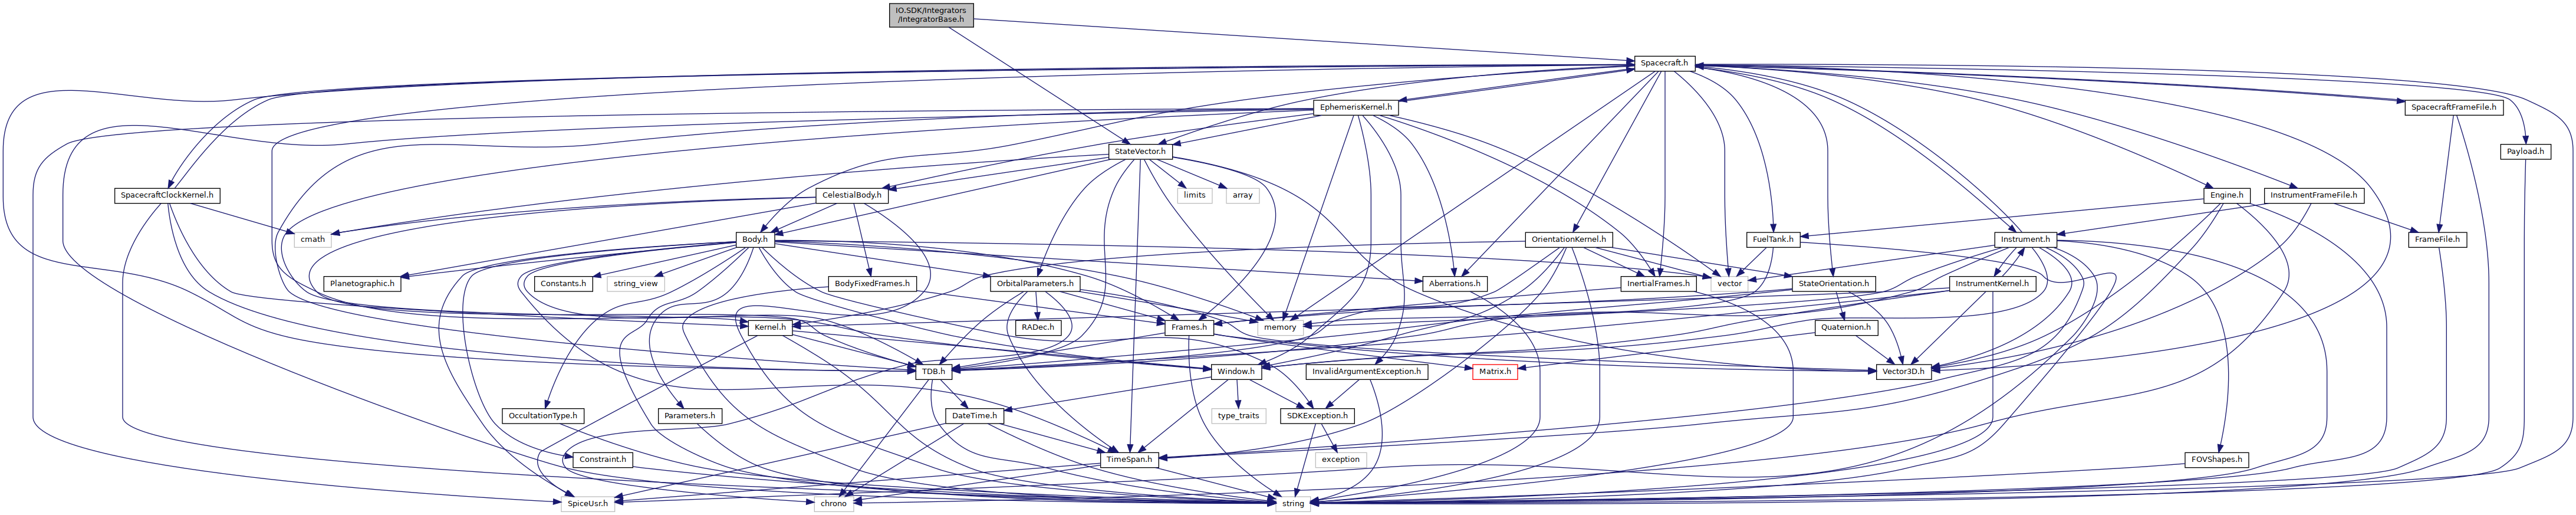 IO.SDK/Integrators
/IntegratorBase.h
Spacecraft.h
EphemerisKernel.h
SpacecraftFrameFile.h
StateVector.h
Payload.h
SpacecraftClockKernel.h
CelestialBody.h
limits
array
Engine.h
InstrumentFrameFile.h
cmath
Body.h
OrientationKernel.h
FuelTank.h
Instrument.h
FrameFile.h
Planetographic.h
Constants.h
string_view
BodyFixedFrames.h
OrbitalParameters.h
Aberrations.h
InertialFrames.h
vector
StateOrientation.h
InstrumentKernel.h
Kernel.h
RADec.h
Frames.h
memory
Quaternion.h
TDB.h
Window.h
InvalidArgumentException.h
Matrix.h
Vector3D.h
OccultationType.h
Parameters.h
DateTime.h
type_traits
SDKException.h
Constraint.h
TimeSpan.h
exception
FOVShapes.h
SpiceUsr.h
chrono
string